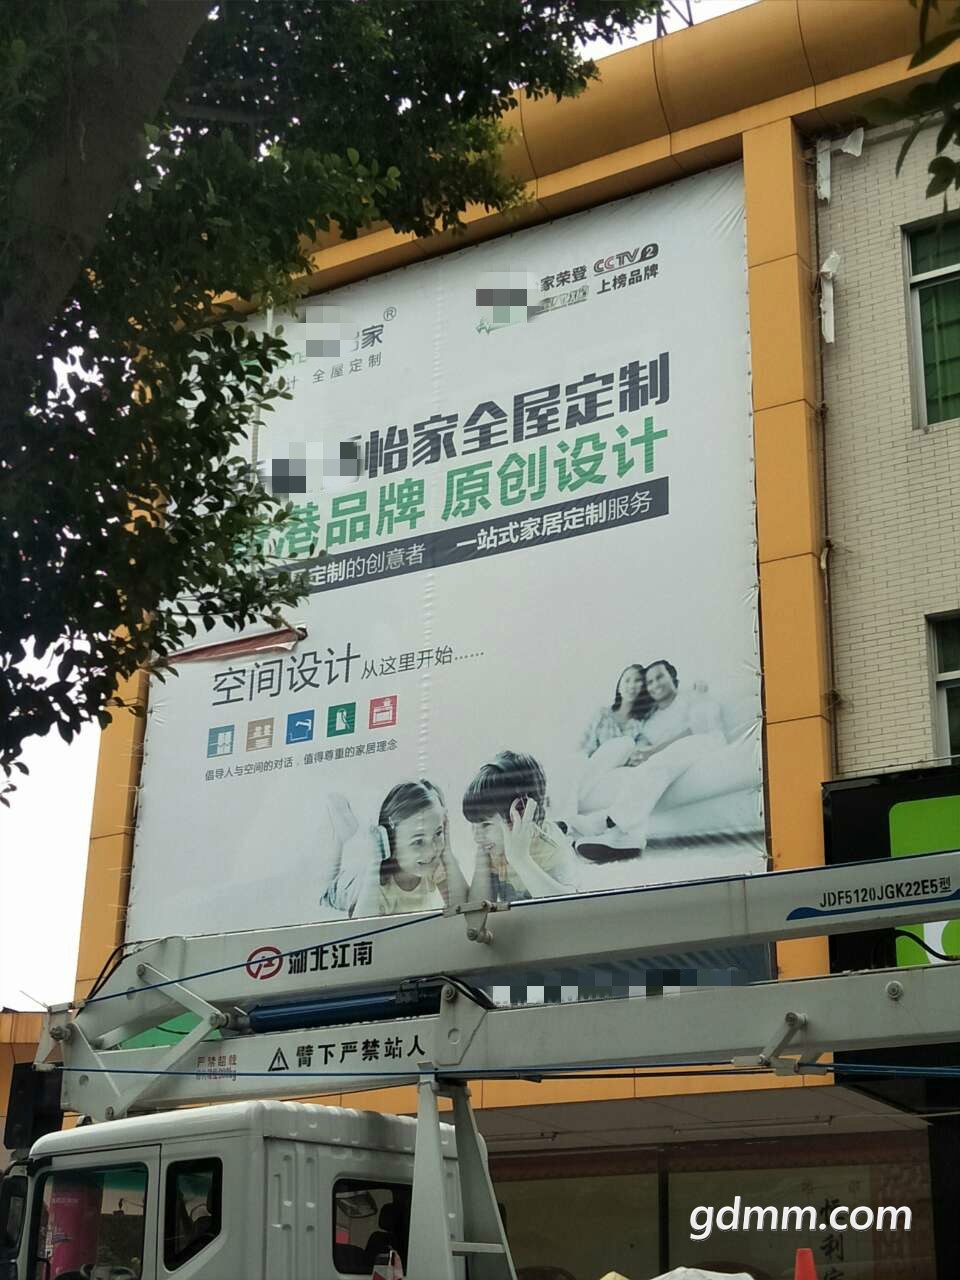 家荣登 CCTV2
上榜品牌
家®
计 全屋定制
怡家全屋定制
港品牌 原创设计
定制的创意者 一站式家居定制服务
空间设计从这里开始……
倡导人与空间的对话，值得尊重的家居理念
JDF5120JGK22E5型
湖北江南
严禁超载
臂下严禁站人
gdmm.com